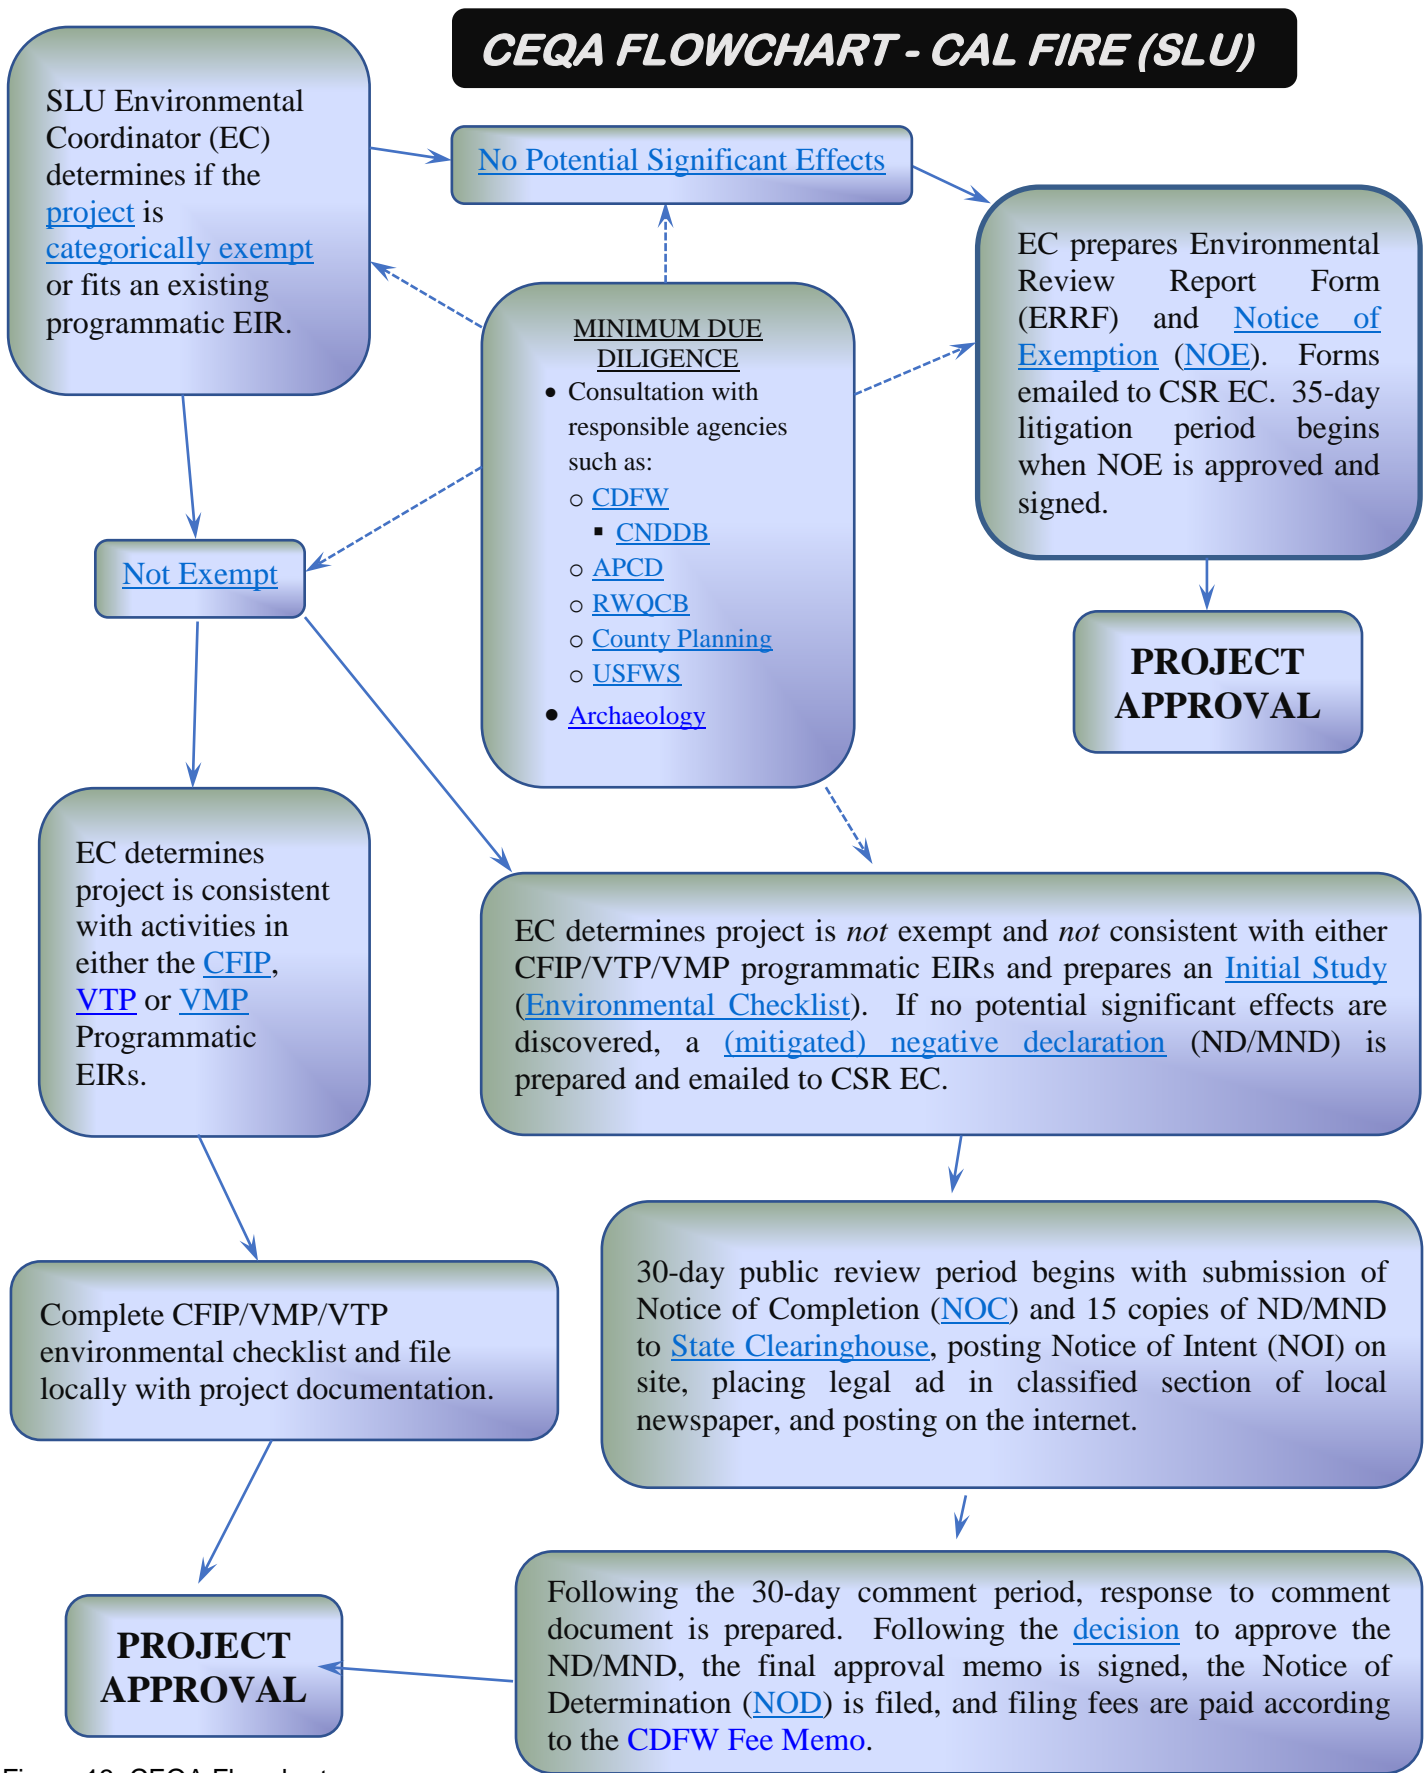 CEQA FLOWCHART - CAL FIRE (SLU)
SLU Environmental
Coordinator (EC)
determines if the
project is
categorically exempt
or fits an existing
programmatic EIR.
No Potential Significant Effects
EC prepares Environmental
Review Report Form
(ERRF) and Notice of
Exemption (NOE). Forms
emailed to CSR EC. 35-day
litigation period begins
when NOE is approved and
signed.
MINIMUM DUE
DILIGENCE
• Consultation with
responsible agencies
such as:
o CDFW
▪ CNDDB
o APCD
o RWQCB
o County Planning
o USFWS
• Archaeology
Not Exempt
PROJECT
APPROVAL
EC determines
project is consistent
with activities in
either the CFIP,
VTP or VMP
Programmatic
EIRs.
EC determines project is not exempt and not consistent with either
CFIP/VTP/VMP programmatic EIRs and prepares an Initial Study
(Environmental Checklist). If no potential significant effects are
discovered, a (mitigated) negative declaration (ND/MND) is
prepared and emailed to CSR EC.
30-day public review period begins with submission of
Notice of Completion (NOC) and 15 copies of ND/MND
to State Clearinghouse, posting Notice of Intent (NOI) on
site, placing legal ad in classified section of local
newspaper, and posting on the internet.
Complete CFIP/VMP/VTP
environmental checklist and file
locally with project documentation.
Following the 30-day comment period, response to comment
document is prepared. Following the decision to approve the
ND/MND, the final approval memo is signed, the Notice of
Determination (NOD) is filed, and filing fees are paid according
to the CDFW Fee Memo.
PROJECT
APPROVAL